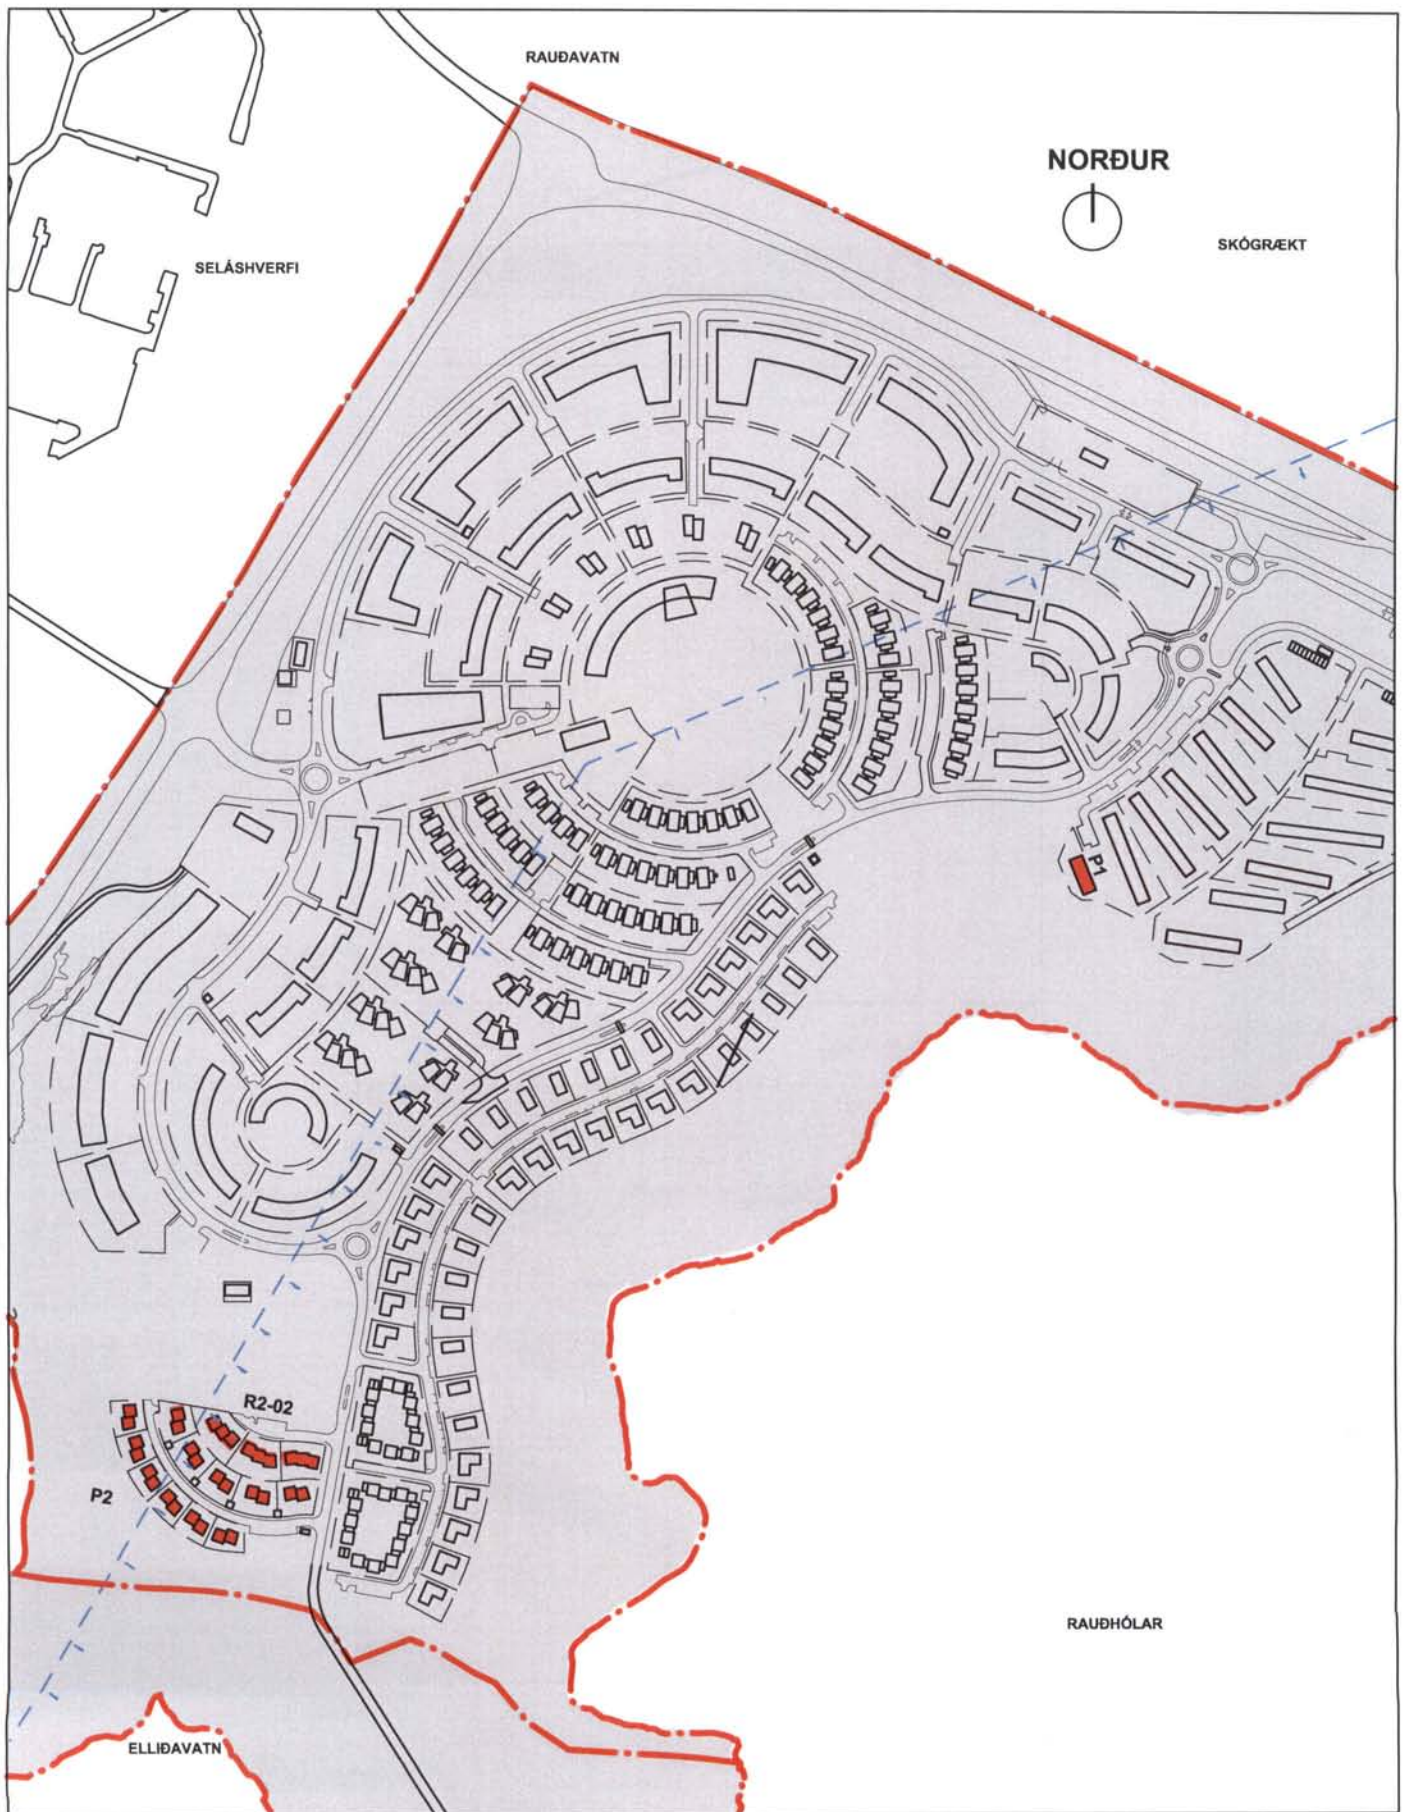 RAUÐAVATN
NORÐUR
SKÓGRÆKT
SELÁSHVERFI
P1
R2-02
P2
RAUÐHÓLAR
ELLIÐAVATN